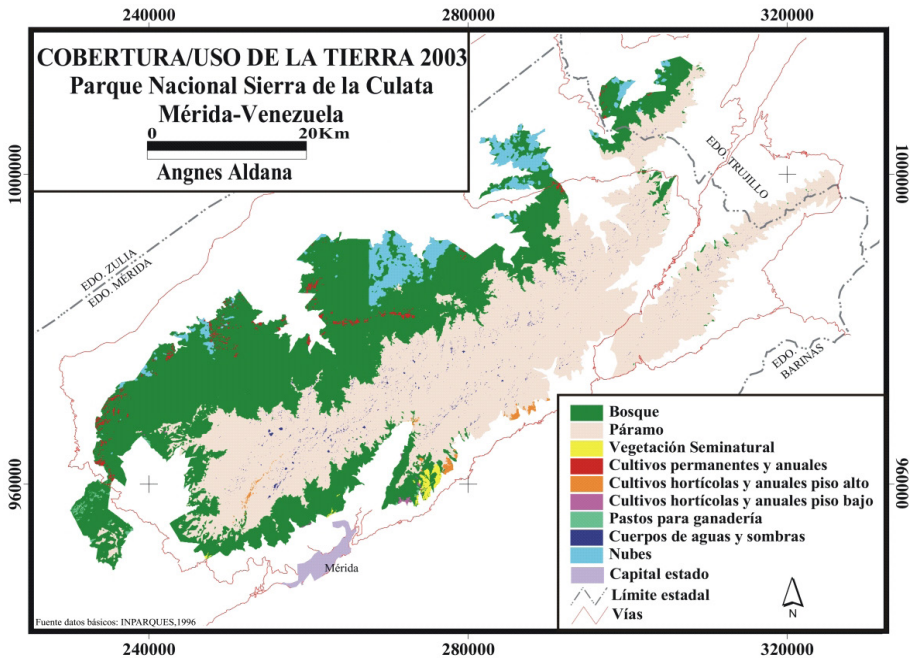 240000 280000 320000
COBERTURA/USO DE LA TIERRA 2003
Parque Nacional Sierra de la Culata
Mérida-Venezuela
0 20Km
Angnes Aldana
1000000
1000000
EDO. TRUJILLO
EDO. ZULIA
EDO. MÉRIDA
EDO. BARINAS
960000
960000
Mérida
Bosque
Páramo
Vegetación Seminatural
Cultivos permanentes y anuales
Cultivos hortícolas y anuales piso alto
Cultivos hortícolas y anuales piso bajo
Pastos para ganadería
Cuerpos de aguas y sombras
Nubes
Capital estado
Límite estadal
Vías
N
Fuente datos básicos: INPARQUES,1996
240000 280000 320000